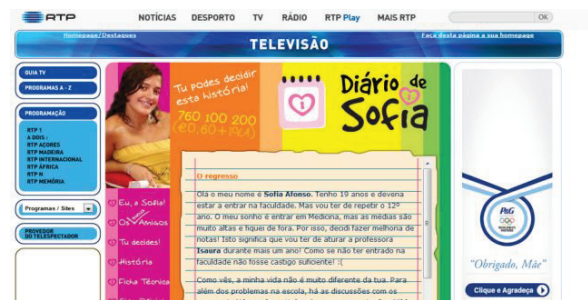 RTP
NOTÍCIAS DESPORTO TV RÁDIO RTP Play MAIS RTP
OK
Homepage/Destaques
Faça desta página a sua homepage
TELEVISÃO
GUIA TV
PROGRAMAS A - Z
PROGRAMAÇÃO
RTP 1
A DOIS:
RTP AÇORES
RTP MADEIRA
RTP INTERNACIONAL
RTP ÁFRICA
RTP N
RTP MEMÓRIA
Programas / Sites
PROVEDOR
DO TELESPECTADOR
Tu podes decidir
esta história!
760 100 200
(€0,60+IVA)
Diário de
Sofia
Eu, a Sofia!
Os Amigos
Tu decides!
História
Ficha Técnica
O regresso
Olá o meu nome é Sofia Afonso. Tenho 19 anos e deveria
estar a entrar na faculdade. Mas vou ter de repetir o 12º
ano. O meu sonho é entrar em Medicina, mas as médias são
muito altas e fiquei de fora. Por isso, decidi fazer melhoria de
notas! Isto significa que vou ter de aturar a professora
Isaura durante mais um ano! Como se não ter entrado na
faculdade não fosse castigo suficiente! :(
Como vês, a minha vida não é muito diferente da tua. Para
além dos problemas na escola, há as discussões com os
P&G
"Obrigado, Mãe"
Clique e Agradeça